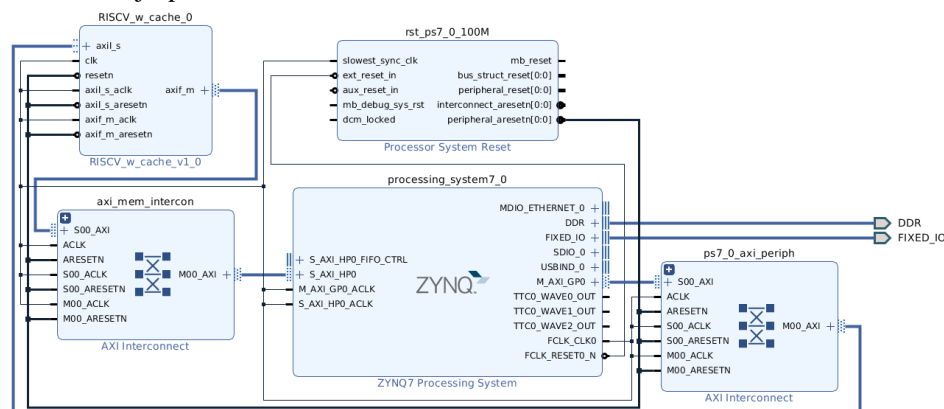 RISCV_w_cache_0
axil_s
clk
resetn
axil_s_aclk
axil_s_aresetn
axif_m_aclk
axif_m_aresetn
axif_m
RISCV_w_cache_v1_0
rst_ps7_0_100M
slowest_sync_clk
ext_reset_in
aux_reset_in
mb_debug_sys_rst
dcm_locked
mb_reset
bus_struct_reset[0:0]
peripheral_reset[0:0]
interconnect_aresetn[0:0]
peripheral_aresetn[0:0]
Processor System Reset
axi_mem_intercon
S00_AXI
ACLK
ARESETN
S00_ACLK
S00_ARESETN
M00_ACLK
M00_ARESETN
M00_AXI
AXI Interconnect
processing_system7_0
S_AXI_HP0_FIFO_CTRL
S_AXI_HP0
M_AXI_GP0_ACLK
S_AXI_HP0_ACLK
ZYNQ
MDIO_ETHERNET_0
DDR
FIXED_IO
SDIO_0
USBIND_0
M_AXI_GP0
TTC0_WAVE0_OUT
TTC0_WAVE1_OUT
TTC0_WAVE2_OUT
FCLK_CLK0
FCLK_RESET0_N
ZYNQ7 Processing System
DDR
FIXED_IO
ps7_0_axi_periph
S00_AXI
ACLK
ARESETN
S00_ACLK
S00_ARESETN
M00_ACLK
M00_ARESETN
M00_AXI
AXI Interconnect